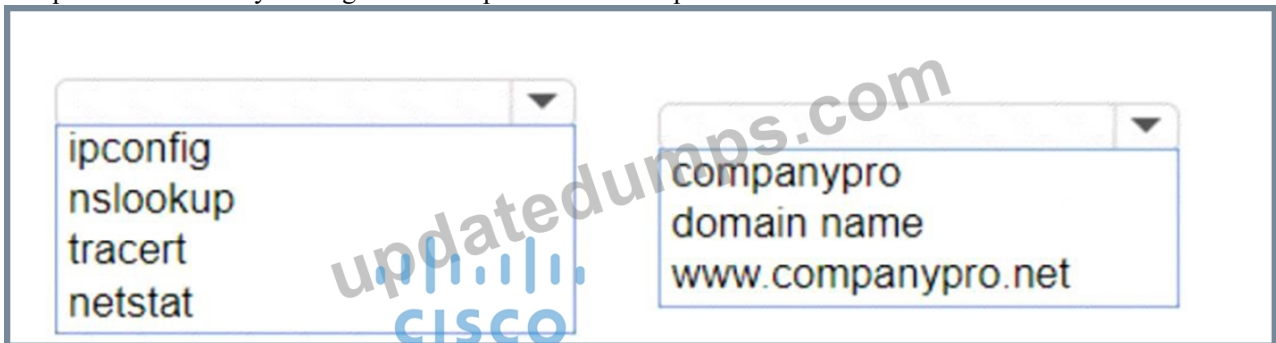 ipconfig
nslookup
tracert
netstat
companypro
domain name
www.companypro.net
updatedumps.com
CISCO